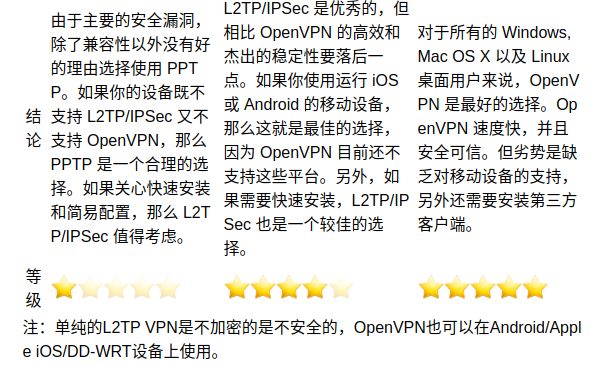 结
论
由于主要的安全漏洞，
除了兼容性以外没有好
的理由选择使用 PPT
P。如果你的设备既不
支持 L2TP/IPSec 又不
支持 OpenVPN，那么
PPTP 是一个合理的选
择。如果关心快速安装
和简易配置，那么 L2T
P/IPSec 值得考虑。
L2TP/IPSec 是优秀的，但
相比 OpenVPN 的高效和
杰出的稳定性要落后一
点。如果你使用运行 iOS
或 Android 的移动设备，
那么这就是最佳的选择，
因为 OpenVPN 目前还不
支持这些平台。另外，如
果需要快速安装，L2TP/IP
Sec 也是一个较佳的选
择。
对于所有的 Windows,
Mac OS X 以及 Linux
桌面用户来说，OpenV
PN 是最好的选择。Op
enVPN 速度快，并且
安全可信。但劣势是缺
乏对移动设备的支持，
另外还需要安装第三方
客户端。
等
级
注：单纯的L2TP VPN是不加密的是不安全的，OpenVPN也可以在Android/Appl
e iOS/DD-WRT设备上使用。